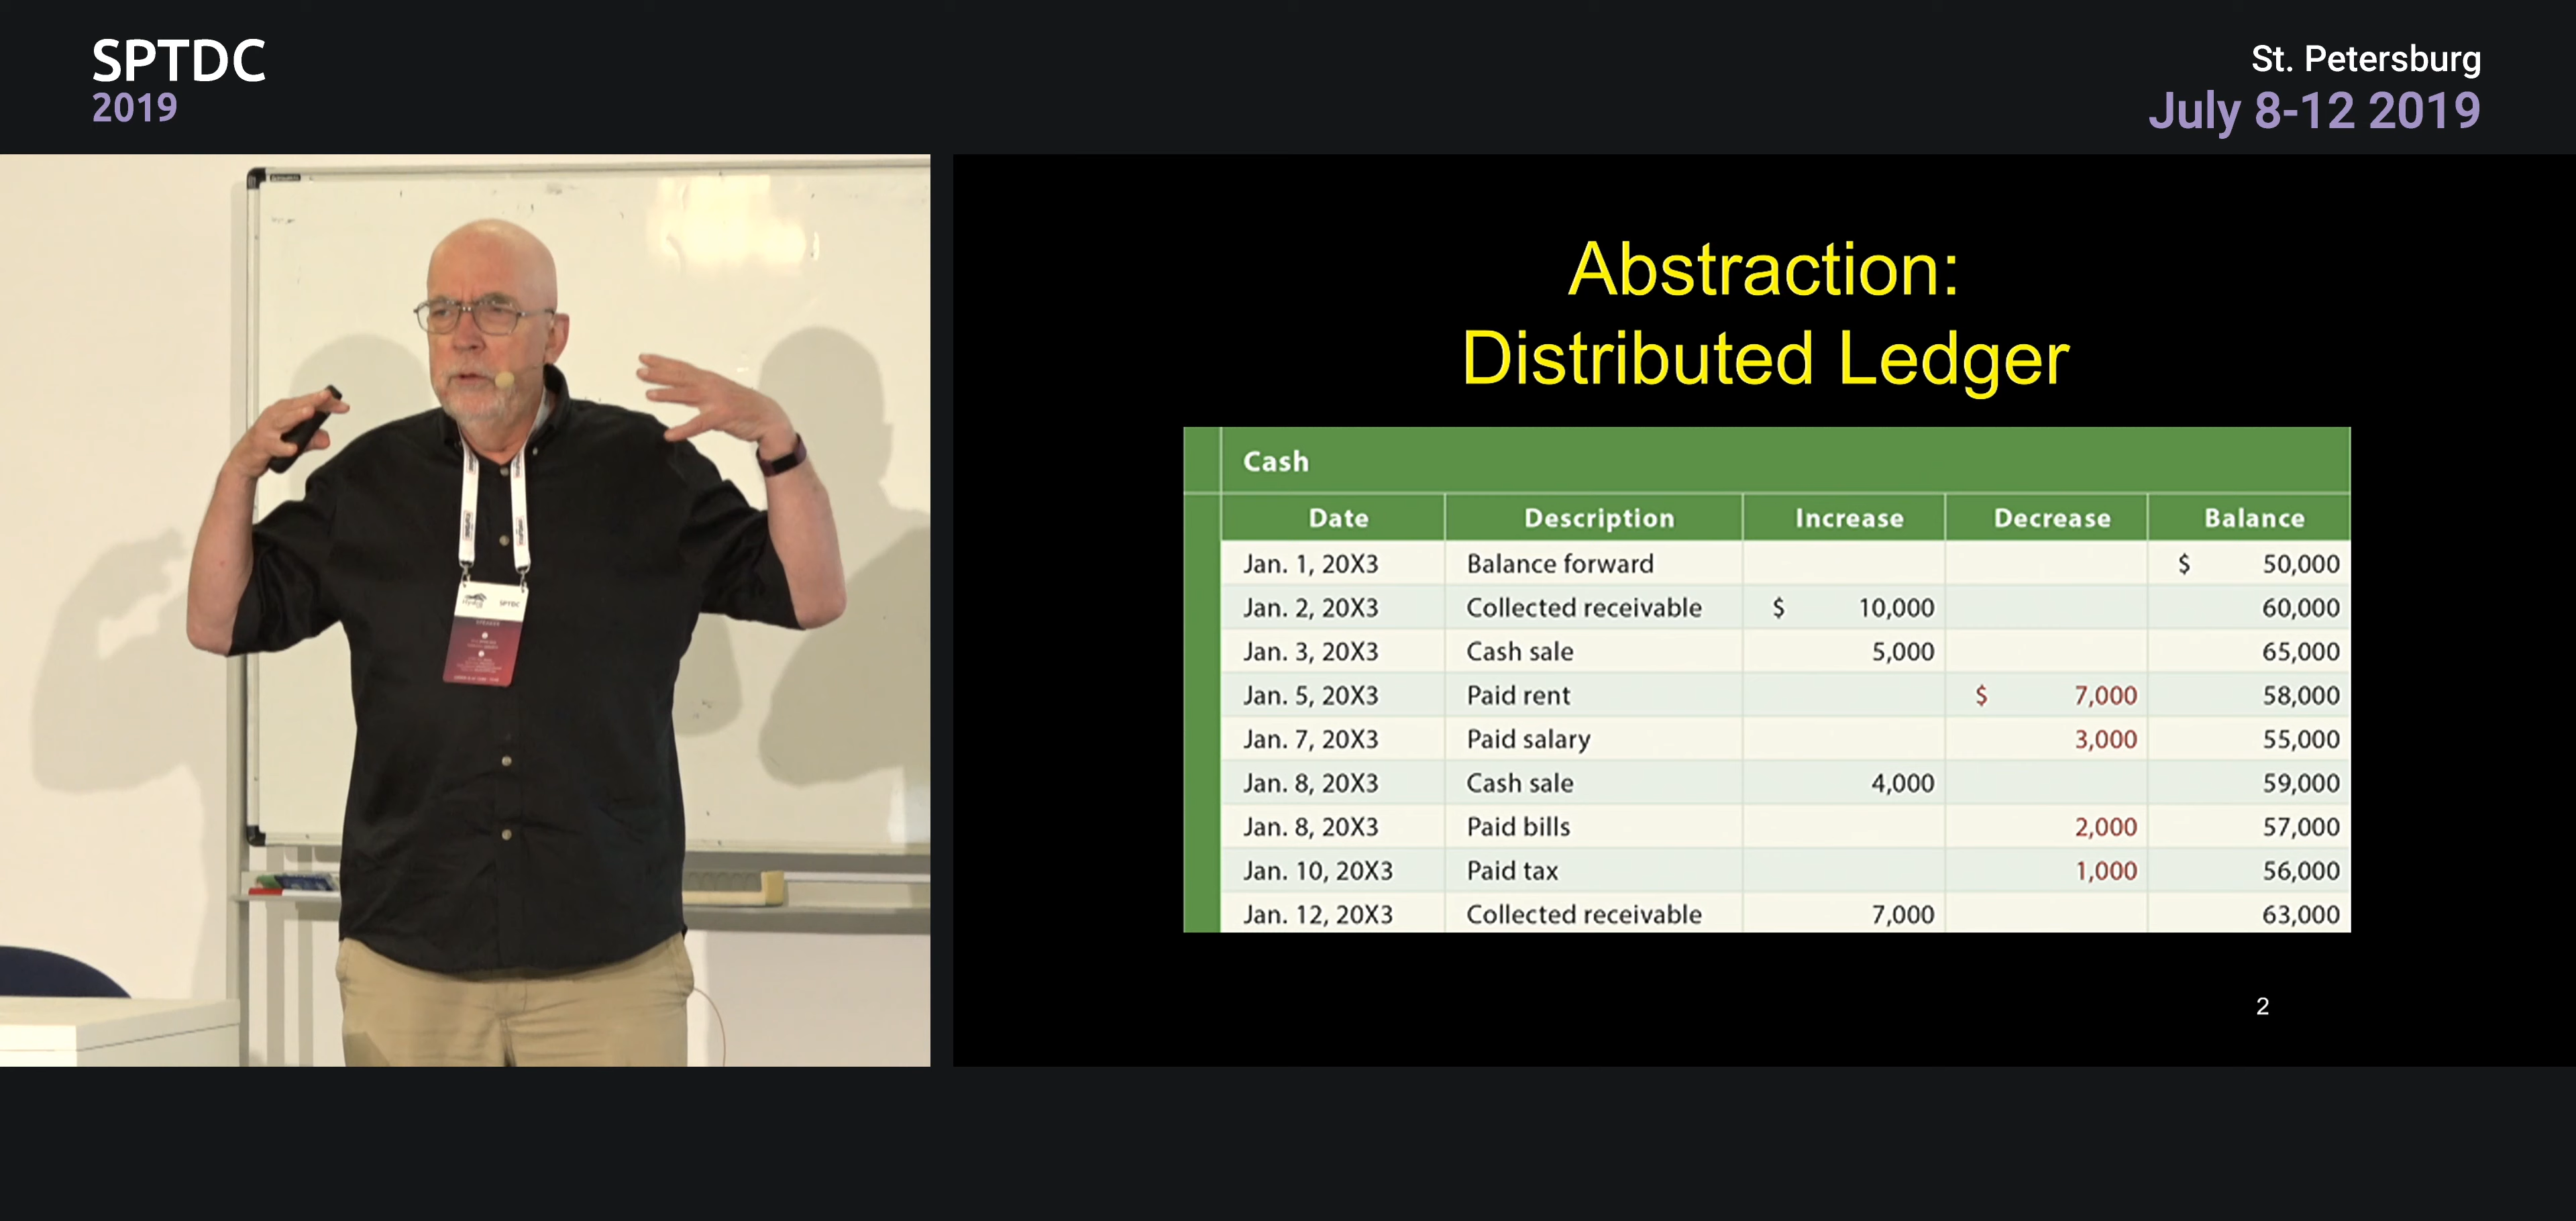 SPTDC
2019
St. Petersburg
July 8-12 2019
SPTDC
SPEAKER
Abstraction:
Distributed Ledger
Cash
Date Description Increase Decrease Balance
Jan. 1, 20X3 Balance forward $ 50,000
Jan. 2, 20X3 Collected receivable $ 10,000 60,000
Jan. 3, 20X3 Cash sale 5,000 65,000
Jan. 5, 20X3 Paid rent $ 7,000 58,000
Jan. 7, 20X3 Paid salary 3,000 55,000
Jan. 8, 20X3 Cash sale 4,000 59,000
Jan. 8, 20X3 Paid bills 2,000 57,000
Jan. 10, 20X3 Paid tax 1,000 56,000
Jan. 12, 20X3 Collected receivable 7,000 63,000
2